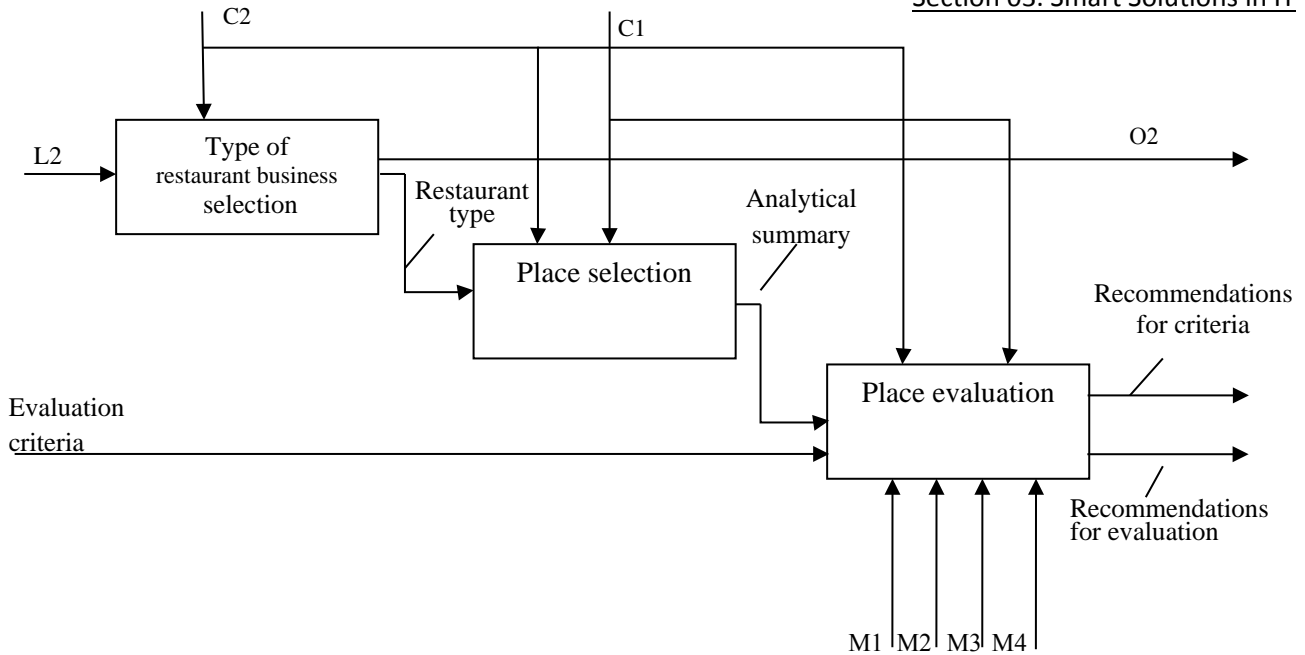 Section 03. Smart Solutions in IT
C2
C1
Type of
restaurant business
selection
L2
O2
Restaurant
type
Analytical
summary
Place selection
Recommendations
for criteria
Place evaluation
Evaluation
criteria
Recommendations
for evaluation
M1 M2 M3 M4